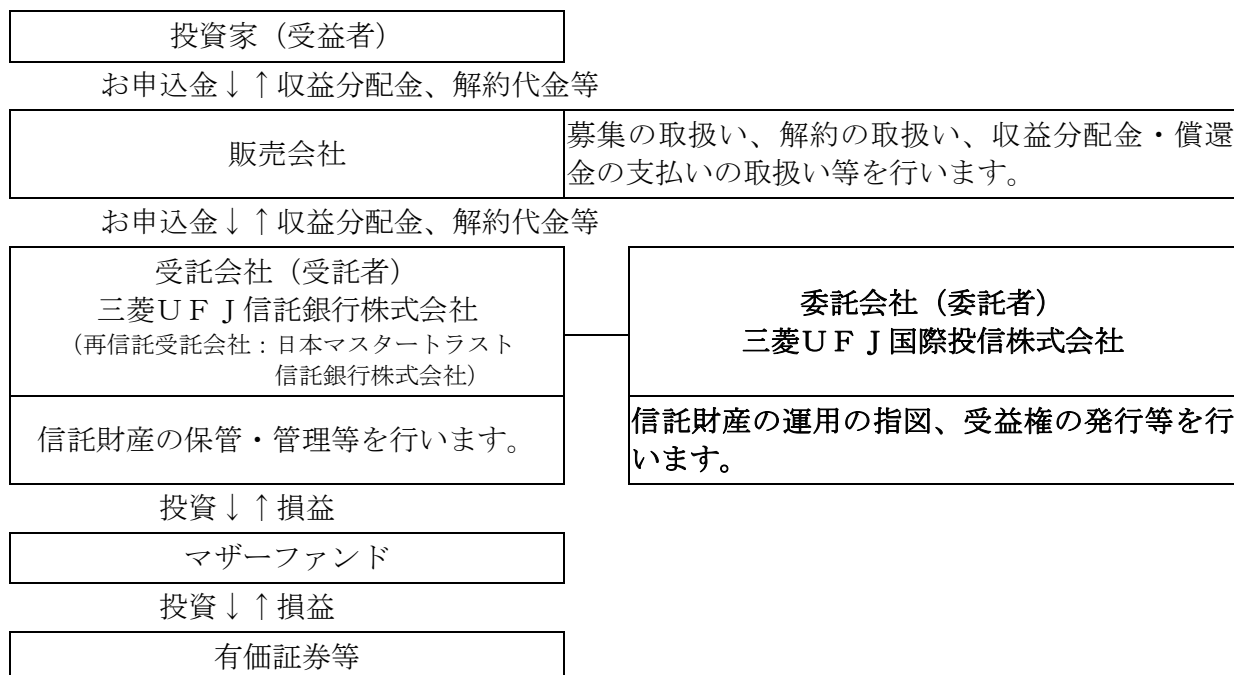 投資家（受益者）
お申込金↓↑収益分配金、解約代金等
販売会社
募集の取扱い、解約の取扱い、収益分配金・償還
金の支払いの取扱い等を行います。
お申込金↓↑収益分配金、解約代金等
受託会社（受託者）
三菱ＵＦＪ信託銀行株式会社
（再信託受託会社：日本マスタートラスト
信託銀行株式会社）
委託会社（委託者）
三菱ＵＦＪ国際投信株式会社
信託財産の保管・管理等を行います。
信託財産の運用の指図、受益権の発行等を行
います。
投資↓↑損益
マザーファンド
投資↓↑損益
有価証券等